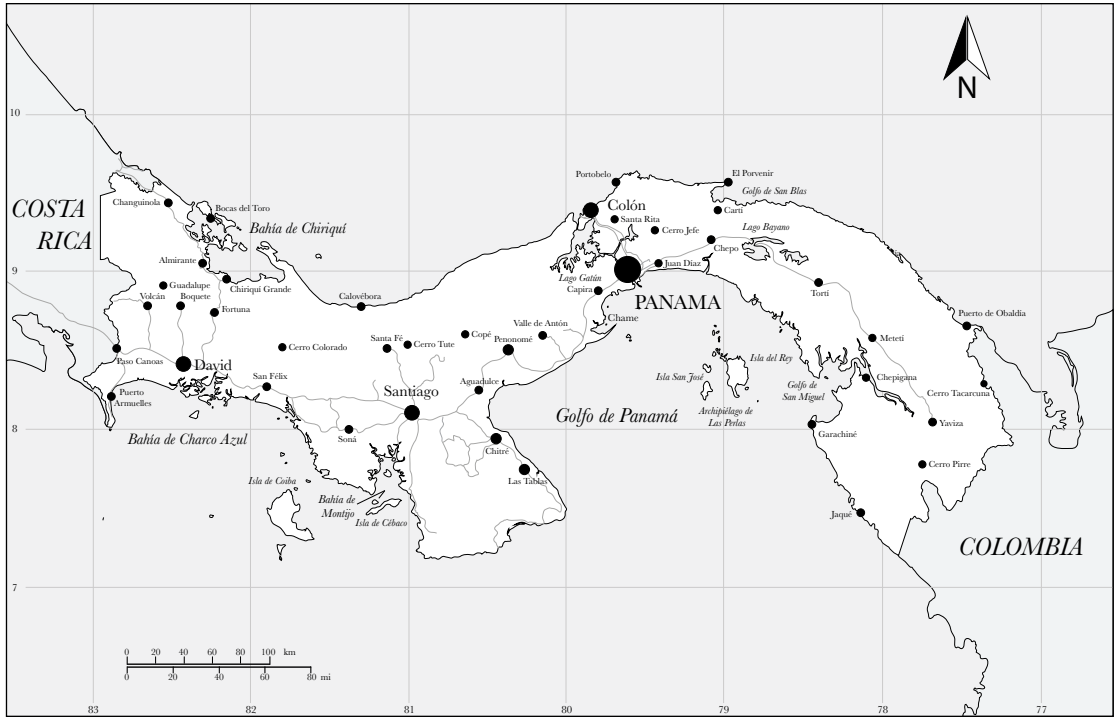 N
10
Portobelo
El Porvenir
Golfo de San Blas
Changuinola
COSTA
RICA
Bocas del Toro
Bahía de Chiriquí
Colón
Cartí
Santa Rita
Cerro Jefe
Lago Bayano
Chepo
Almirante
9
Juan Díaz
Lago Gatún
Chiriquí Grande
Guadalupe
Capira
PANAMA
Tortí
Volcán
Boquete
Calovébora
Fortuna
Chame
Puerto de Obaldía
Valle de Antón
Copé
Santa Fé
Cerro Tute
Penonomé
Metetí
Cerro Colorado
Paso Canoas
David
Isla del Rey
Isla San José
Golfo de
San Miguel
Chepigana
San Félix
Aguadulce
Santiago
Puerto
Armuelles
Cerro Tacarcuna
Archipiélago de
Las Perlas
Golfo de Panamá
8
Yaviza
Garachiné
Bahía de Charco Azul
Soná
Chitré
Cerro Pirre
Isla de Coiba
Las Tablas
Bahía de
Montijo
Isla de Cébaco
Jaqué
COLOMBIA
7
0 20 40 60 80 100 km
0 20 40 60 80 mi
83 82 81 80 79 78 77